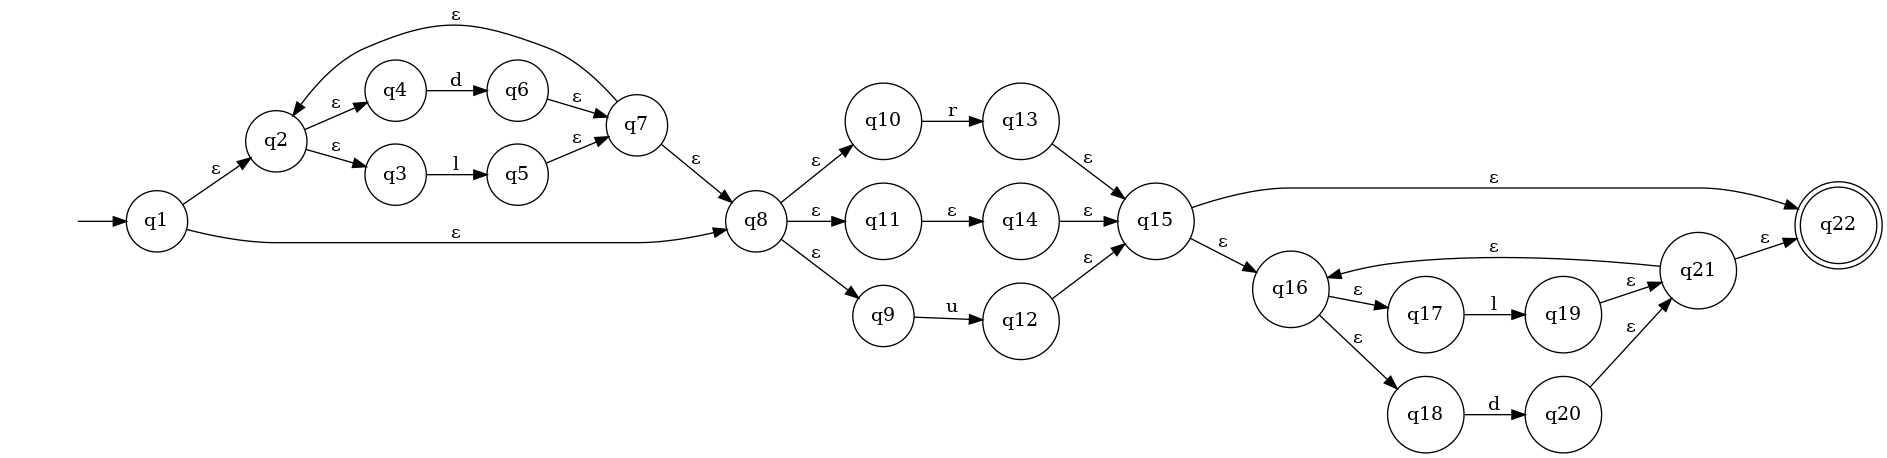 ε
q4 d q6
ε ε
q2 q7
ε ε
q3 l q5
ε
ε
q1 ε q8
q10 r q13
ε ε
ε q11 ε q14 ε q15
ε ε
q9 u q12
ε
ε q22
ε
ε q21
q16 ε
q17 l q19 ε
ε ε
q18 d q20